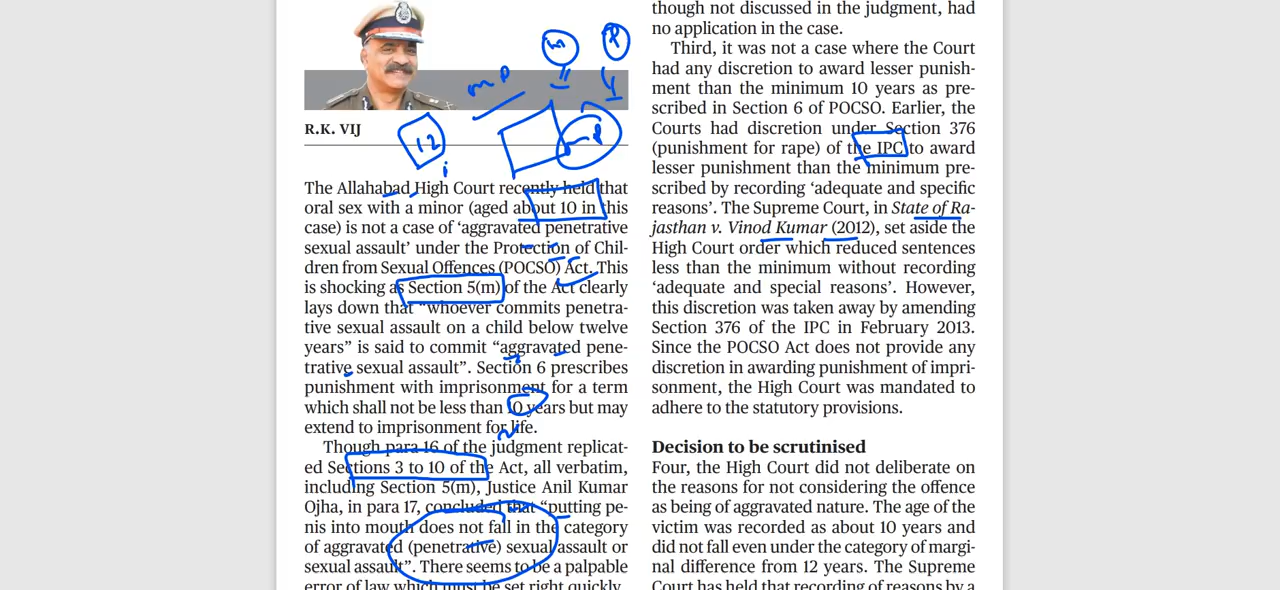 R.K. VIJ
12
The Allahabad High Court recently held that
oral sex with a minor (aged about 10 in this
case) is not a case of ‘aggravated penetrative
sexual assault’ under the Protection of Chil-
dren from Sexual Offences (POCSO) Act. This
is shocking as Section 5(m) of the Act clearly
lays down that “whoever commits penetra-
tive sexual assault on a child below twelve
years” is said to commit “aggravated pene-
trative sexual assault”. Section 6 prescribes
punishment with imprisonment for a term
which shall not be less than 10 years but may
extend to imprisonment for life.
Though para 16 of the judgment replicat-
ed Sections 3 to 10 of the Act, all verbatim,
including Section 5(m), Justice Anil Kumar
Ojha, in para 17, concluded that “putting pe-
nis into mouth does not fall in the category
of aggravated (penetrative) sexual assault or
sexual assault”. There seems to be a palpable
error of law which must be set right quickly.
though not discussed in the judgment, had
no application in the case.
Third, it was not a case where the Court
had any discretion to award lesser punish-
ment than the minimum 10 years as pre-
scribed in Section 6 of POCSO. Earlier, the
Courts had discretion under Section 376
(punishment for rape) of the IPC to award
lesser punishment than the minimum pre-
scribed by recording ‘adequate and specific
reasons’. The Supreme Court, in State of Ra-
jasthan v. Vinod Kumar (2012), set aside the
High Court order which reduced sentences
less than the minimum without recording
‘adequate and special reasons’. However,
this discretion was taken away by amending
Section 376 of the IPC in February 2013.
Since the POCSO Act does not provide any
discretion in awarding punishment of impri-
sonment, the High Court was mandated to
adhere to the statutory provisions.
Decision to be scrutinised
Four, the High Court did not deliberate on
the reasons for not considering the offence
as being of aggravated nature. The age of the
victim was recorded as about 10 years and
did not fall even under the category of margi-
nal difference from 12 years. The Supreme
Court has held that recording of reasons by a